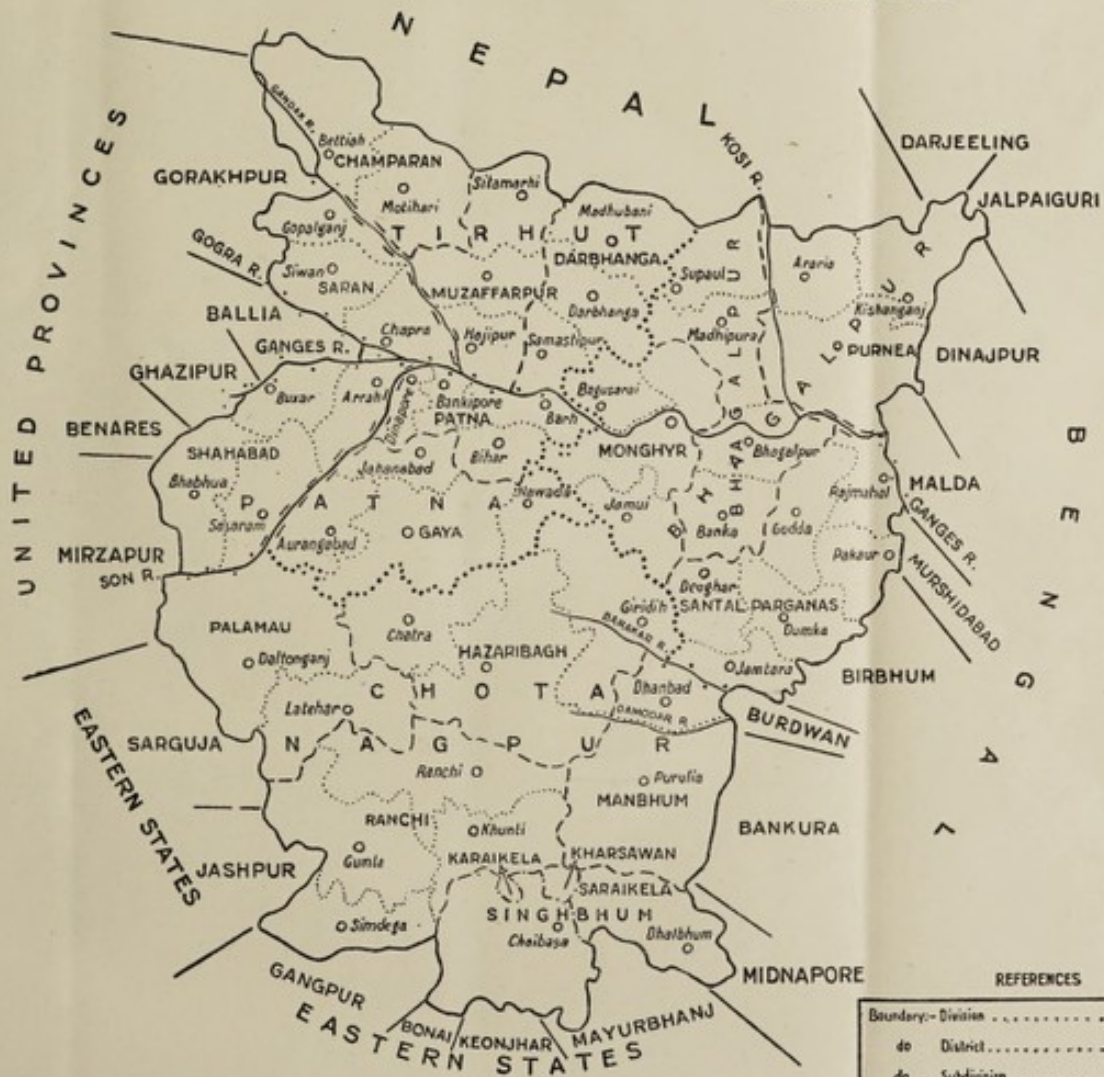 NEPAL
UNITED PROVINCES
BENGAL
EASTERN STATES
EASTERN STATES
GORAKHPUR
GOGRA R.
BALLIA
GANGES R.
GHAZIPUR
BENARES
MIRZAPUR
SON R.
SARGUJA
JASHPUR
GANGPUR
BONAI
KEONJHAR
MAYURBHANJ
MIDNAPORE
BANKURA
BURDWAN
BIRBHUM
MURSHIDABAD
GANGES R.
MALDA
DINAJPUR
JALPAIGURI
DARJEELING
KOSI R.
GANDAK R.
Bettiah
CHAMPARAN
Motihari
Sitamarhi
Madhubani
TIRHUT
Gopalganj
Siwan
SARAN
Chapra
MUZAFFARPUR
Hajipur
DARBHANGA
Darbhanga
Samastipur
Supaul
Madhipura
Araria
Kishanganj
PURNEA
BHAGALPUR
BHAGALPUR
Begusarai
MONGHYR
Bhagalpur
Jamui
Banka
Godda
Rajmahal
Pakaur
Deoghar
SANTAL PARGANAS
Dumka
Jamtara
Buxar
Arrah
Dinapore
Bankipore
PATNA
Barh
SHAHABAD
Jahanabad
Bihar
Bhabhua
Sasaram
PATNA
Nawada
Aurangabad
GAYA
PALAMAU
Daltonganj
Latehar
Chatra
HAZARIBAGH
Giridih
BARAKAR R.
Dhanbad
DAMODAR R.
CHOTA
NAGPUR
Ranchi
Purulia
MANBHUM
RANCHI
Khunti
Gumla
Simdega
KARAIKELA
KHARSAWAN
SARAIKELA
SINGHBHUM
Chaibasa
Dhalbhum
REFERENCES
Boundary:- Division
do District
do Subdivision